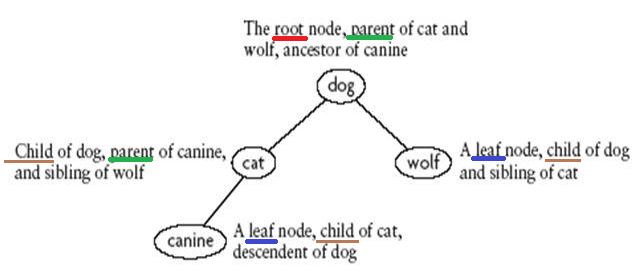 The root node, parent of cat and
wolf, ancestor of canine
dog
Child of dog, parent of canine,
and sibling of wolf
cat
wolf
A leaf node, child of dog
and sibling of cat
canine
A leaf node, child of cat,
descendent of dog